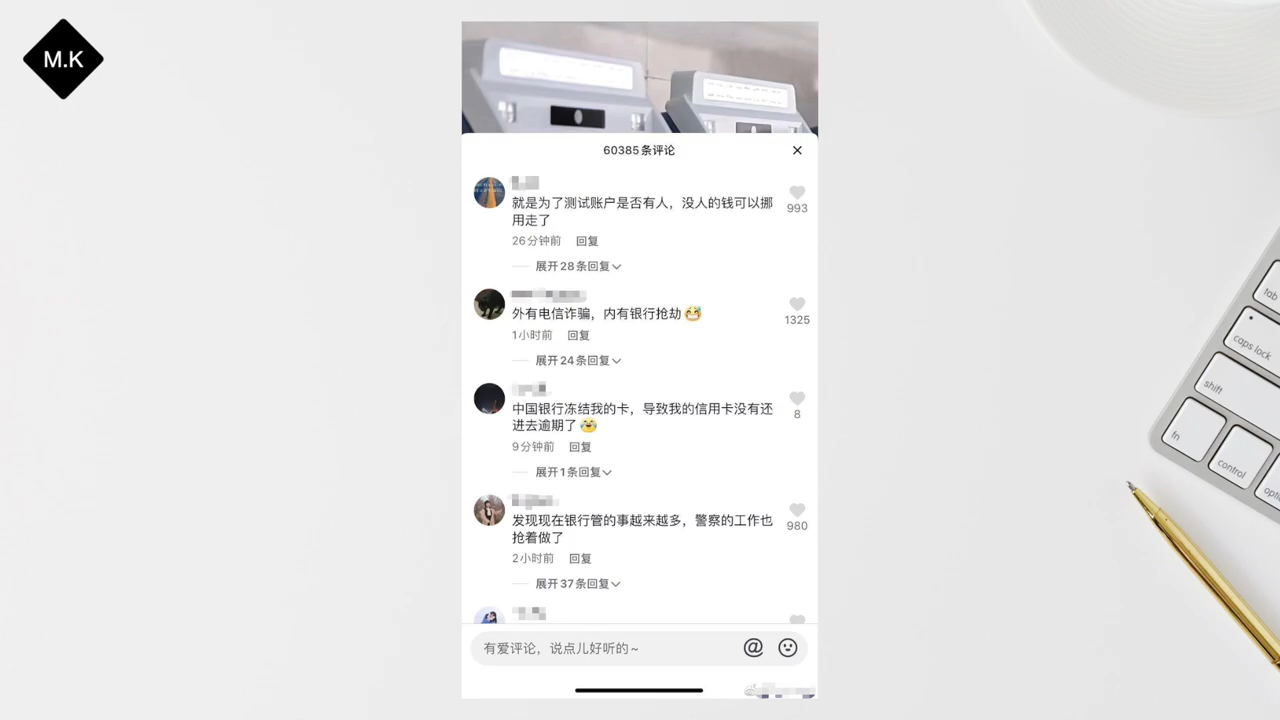 M.K
60385条评论
就是为了测试账户是否有人，没人的钱可以挪
用走了
993
26分钟前 回复
展开28条回复
外有电信诈骗，内有银行抢劫😅
1325
1小时前 回复
展开24条回复
中国银行冻结我的卡，导致我的信用卡没有还
进去逾期了😂
8
9分钟前 回复
展开1条回复
发现现在银行管的事越来越多，警察的工作也
抢着做了
980
2小时前 回复
展开37条回复
有爱评论，说点儿好听的~
@
tab
caps lock
shift
fn
control
opti